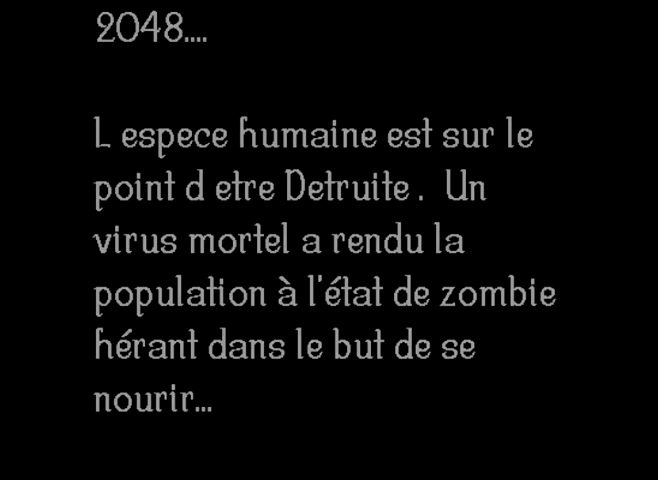 2048....
L espece humaine est sur le
point d etre Detruite . Un
virus mortel a rendu la
population à l'état de zombie
hérant dans le but de se
nourir...